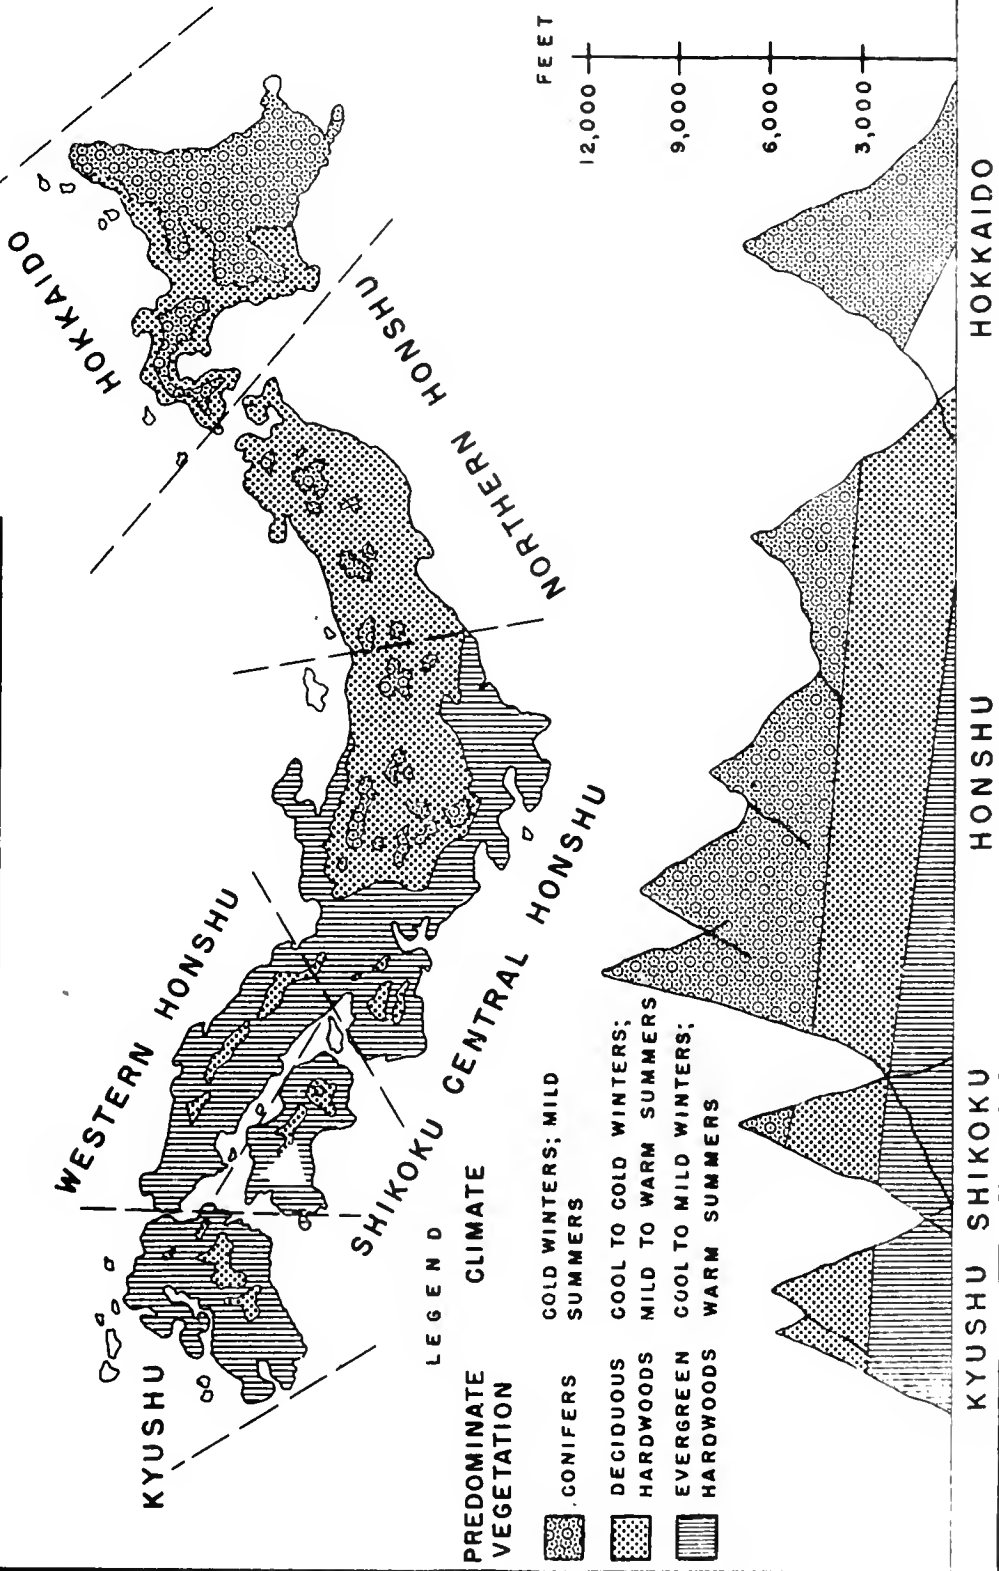 HOKKAIDO
NORTHERN HONSHU
WESTERN HONSHU
CENTRAL HONSHU
SHIKOKU
KYUSHU
LEGEND
PREDOMINATE VEGETATION
CLIMATE
CONIFERS
COLD WINTERS; MILD
SUMMERS
DECIDUOUS
HARDWOODS
COOL TO COLD WINTERS;
MILD TO WARM SUMMERS
EVERGREEN
HARDWOODS
COOL TO MILD WINTERS;
WARM SUMMERS
FEET
12,000
9,000
6,000
3,000
KYUSHU SHIKOKU HONSHU HOKKAIDO